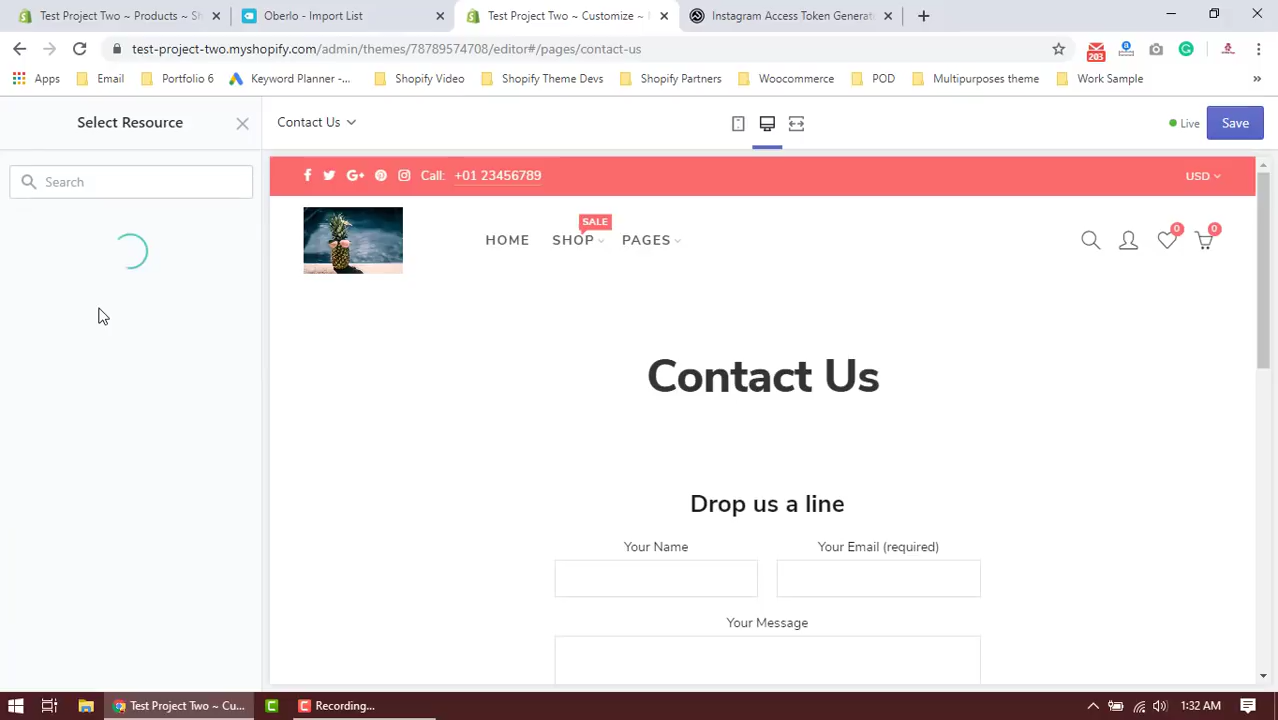 Test Project Two ~ Products ~ Sh
Oberlo - Import List
Test Project Two ~ Customize ~
Instagram Access Token Generat
test-project-two.myshopify.com/admin/themes/78789574708/editor#/pages/contact-us
203
Apps
Email
Portfolio 6
Keyword Planner -...
Shopify Video
Shopify Theme Devs
Shopify Partners
Woocommerce
POD
Multipurposes theme
Work Sample
»
Select Resource
Contact Us
Live
Save
Search
Call: +01 23456789
USD
SALE
HOME
SHOP
PAGES
0
0
Contact Us
Drop us a line
Your Name
Your Email (required)
Your Message
Test Project Two ~ Cu...
Recording...
1:32 AM